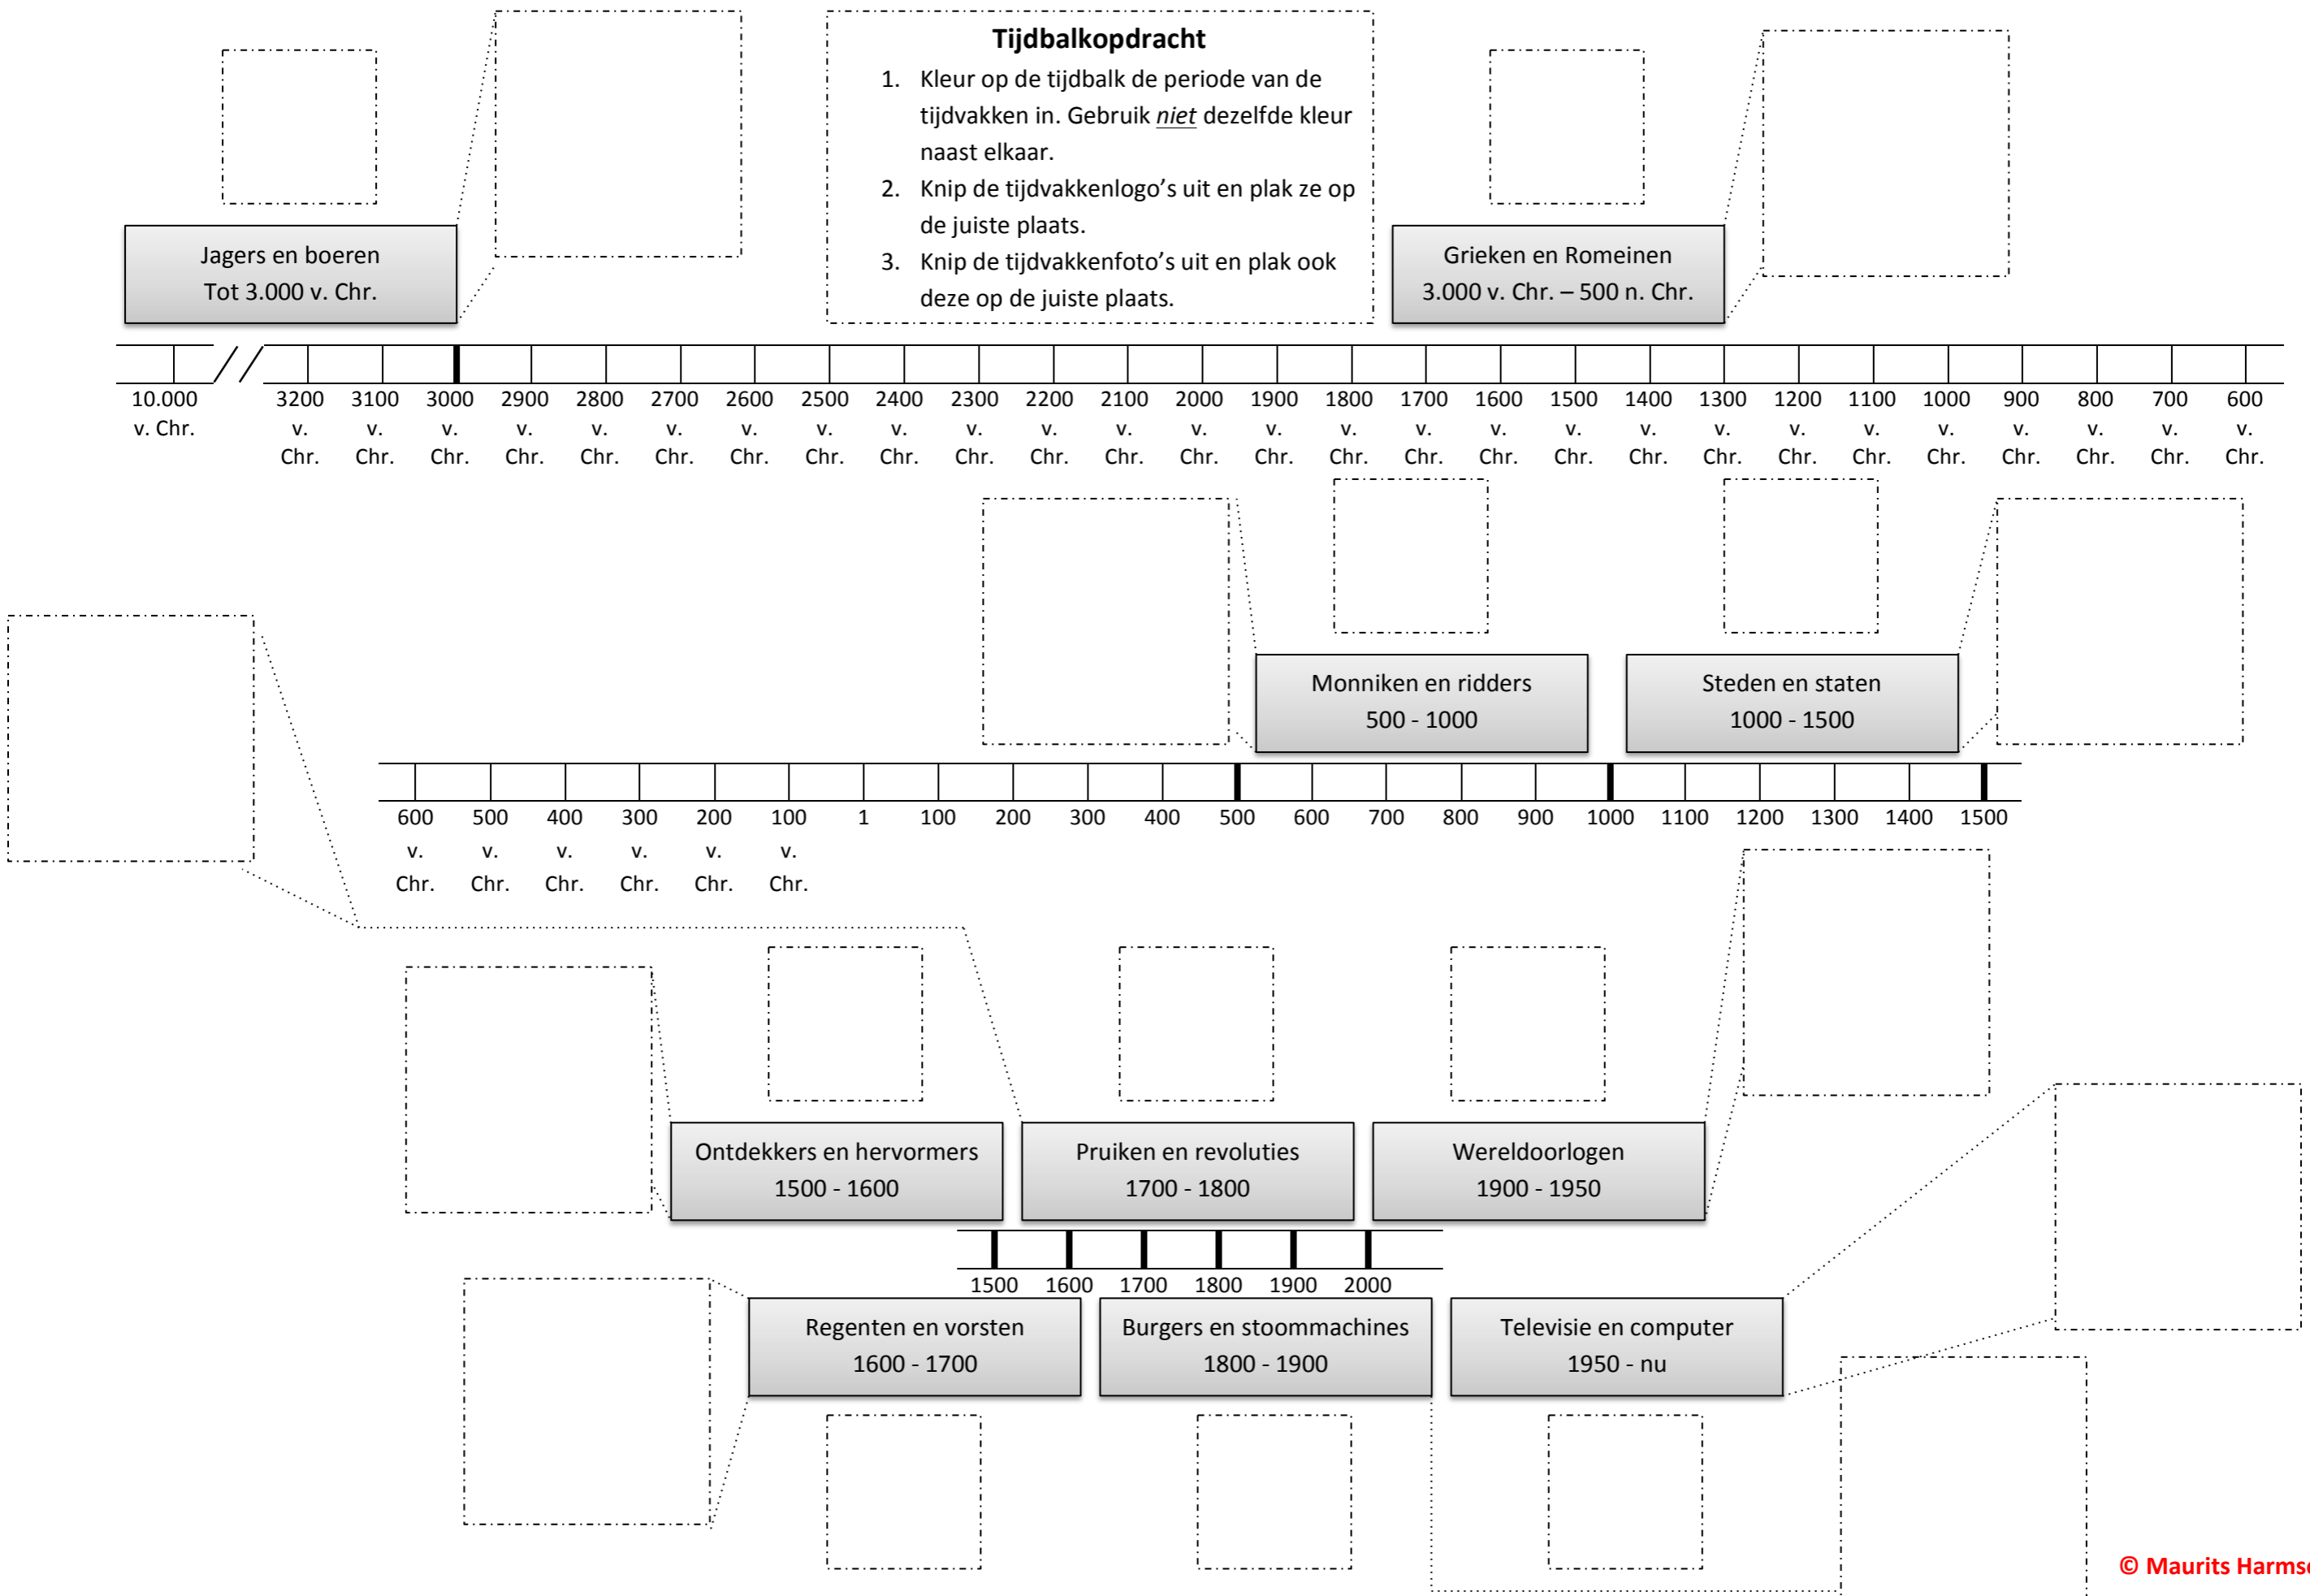 Tijdbalkopdracht
1. Kleur op de tijdbalk de periode van de
tijdvakken in. Gebruik niet dezelfde kleur
naast elkaar.
2. Knip de tijdvakkenlogo's uit en plak ze op
de juiste plaats.
3. Knip de tijdvakkenfoto's uit en plak ook
deze op de juiste plaats.
Jagers en boeren
Tot 3.000 v. Chr.
Grieken en Romeinen
3.000 v. Chr. – 500 n. Chr.
10.000 3200 3100 3000 2900 2800 2700 2600 2500 2400 2300 2200 2100 2000 1900 1800 1700 1600 1500 1400 1300 1200 1100 1000 900 800 700 600
v. Chr. v. v. v. v. v. v. v. v. v. v. v. v. v. v. v. v. v. v. v. v. v. v. v. v. v. v. v.
Chr. Chr. Chr. Chr. Chr. Chr. Chr. Chr. Chr. Chr. Chr. Chr. Chr. Chr. Chr. Chr. Chr. Chr. Chr. Chr. Chr. Chr. Chr. Chr. Chr. Chr. Chr.
Monniken en ridders
500 - 1000
Steden en staten
1000 - 1500
600 500 400 300 200 100 1 100 200 300 400 500 600 700 800 900 1000 1100 1200 1300 1400 1500
v. v. v. v. v. v.
Chr. Chr. Chr. Chr. Chr. Chr.
Ontdekkers en hervormers
1500 - 1600
Pruiken en revoluties
1700 - 1800
Wereldoorlogen
1900 - 1950
1500 1600 1700 1800 1900 2000
Regenten en vorsten
1600 - 1700
Burgers en stoommachines
1800 - 1900
Televisie en computer
1950 - nu
© Maurits